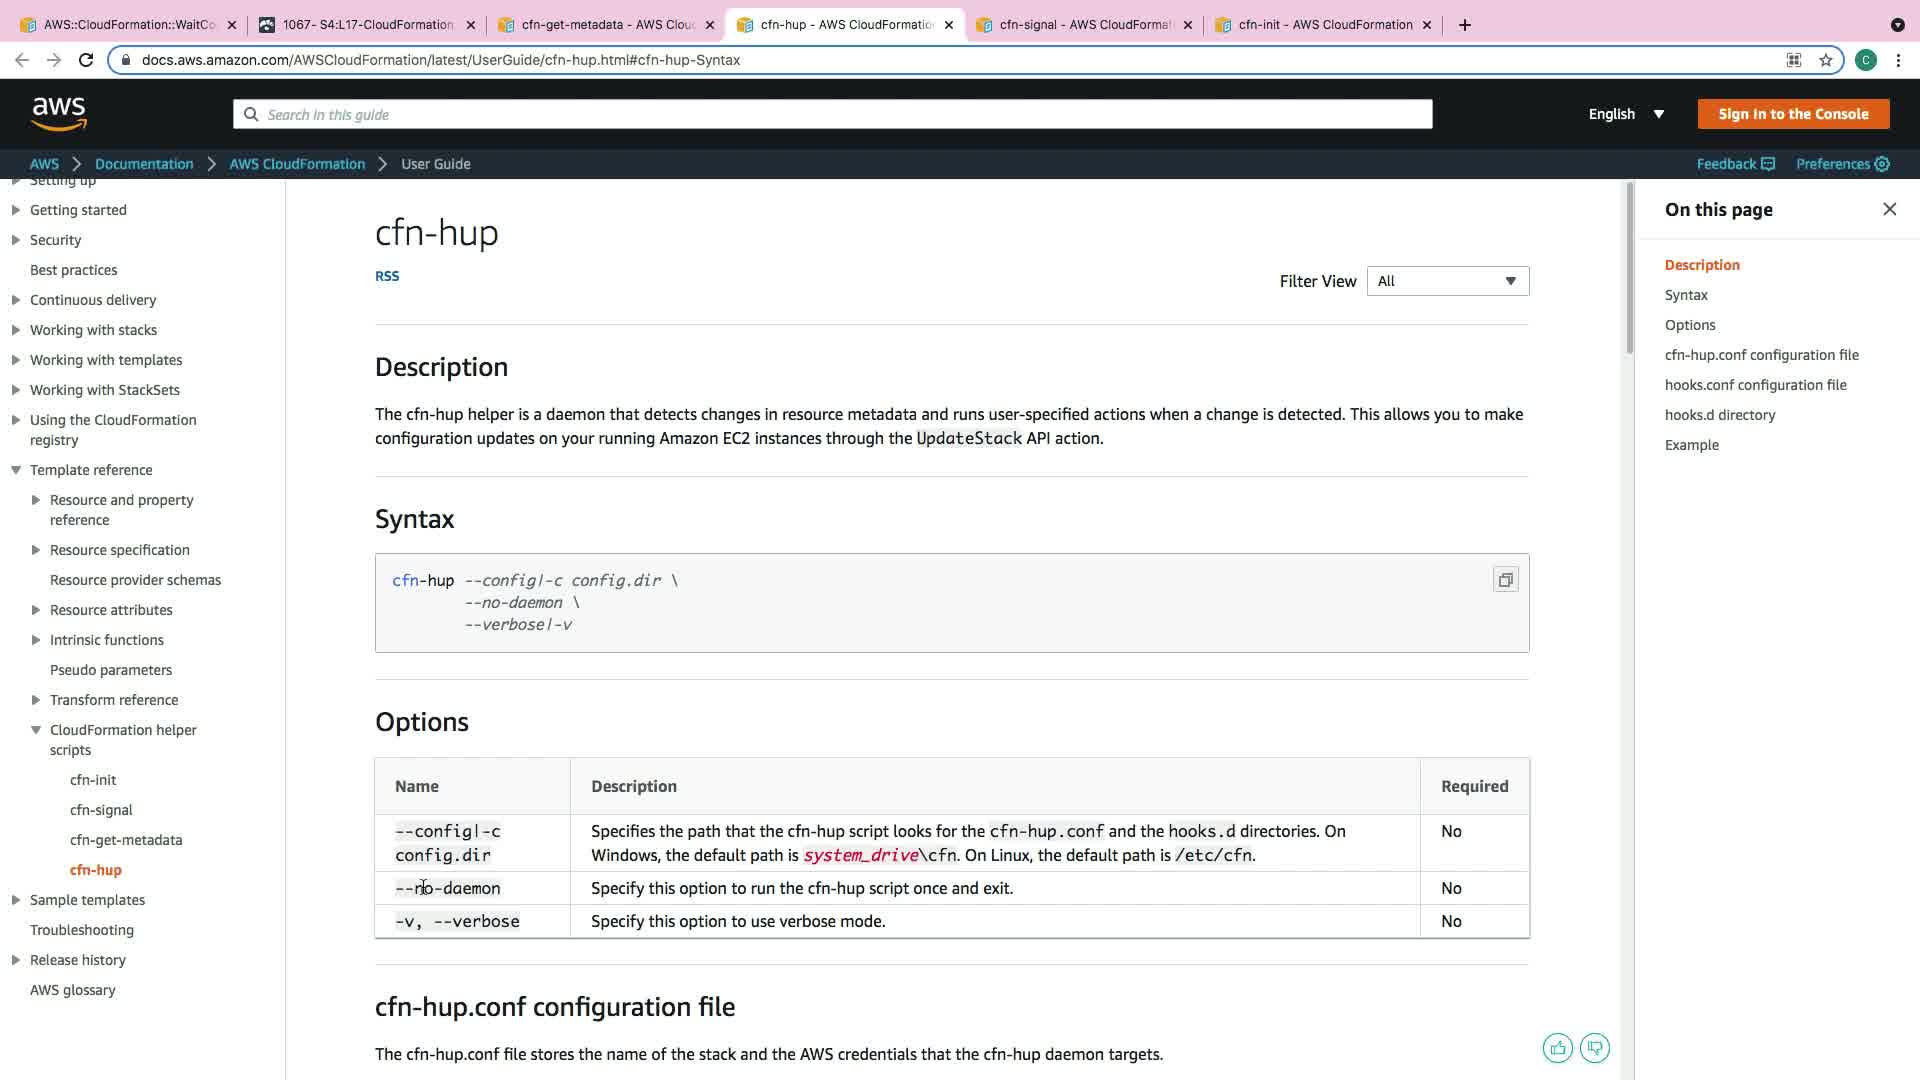 AWS::CloudFormation::WaitCo
1067- S4:L17-CloudFormation
cfn-get-metadata - AWS Cloud
cfn-hup - AWS CloudFormatio
cfn-signal - AWS CloudFormat
cfn-init - AWS CloudFormation
docs.aws.amazon.com/AWSCloudFormation/latest/UserGuide/cfn-hup.html#cfn-hup-Syntax
C
aws
Search in this guide
English
Sign In to the Console
AWS
Documentation
AWS CloudFormation
User Guide
Feedback
Preferences
Setting up
Getting started
Security
Best practices
Continuous delivery
Working with stacks
Working with templates
Working with StackSets
Using the CloudFormation
registry
Template reference
Resource and property
reference
Resource specification
Resource provider schemas
Resource attributes
Intrinsic functions
Pseudo parameters
Transform reference
CloudFormation helper
scripts
cfn-init
cfn-signal
cfn-get-metadata
cfn-hup
Sample templates
Troubleshooting
Release history
AWS glossary
cfn-hup
RSS
Filter View
All
Description
The cfn-hup helper is a daemon that detects changes in resource metadata and runs user-specified actions when a change is detected. This allows you to make
configuration updates on your running Amazon EC2 instances through the UpdateStack API action.
Syntax
cfn-hup --config|-c config.dir \
--no-daemon \
--verbose|-v
Options
Name Description Required
--config|-c
config.dir
Specifies the path that the cfn-hup script looks for the cfn-hup.conf and the hooks.d directories. On
Windows, the default path is system_drive\cfn. On Linux, the default path is /etc/cfn.
No
--no-daemon Specify this option to run the cfn-hup script once and exit. No
-v, --verbose Specify this option to use verbose mode. No
cfn-hup.conf configuration file
The cfn-hup.conf file stores the name of the stack and the AWS credentials that the cfn-hup daemon targets.
On this page
Description
Syntax
Options
cfn-hup.conf configuration file
hooks.conf configuration file
hooks.d directory
Example